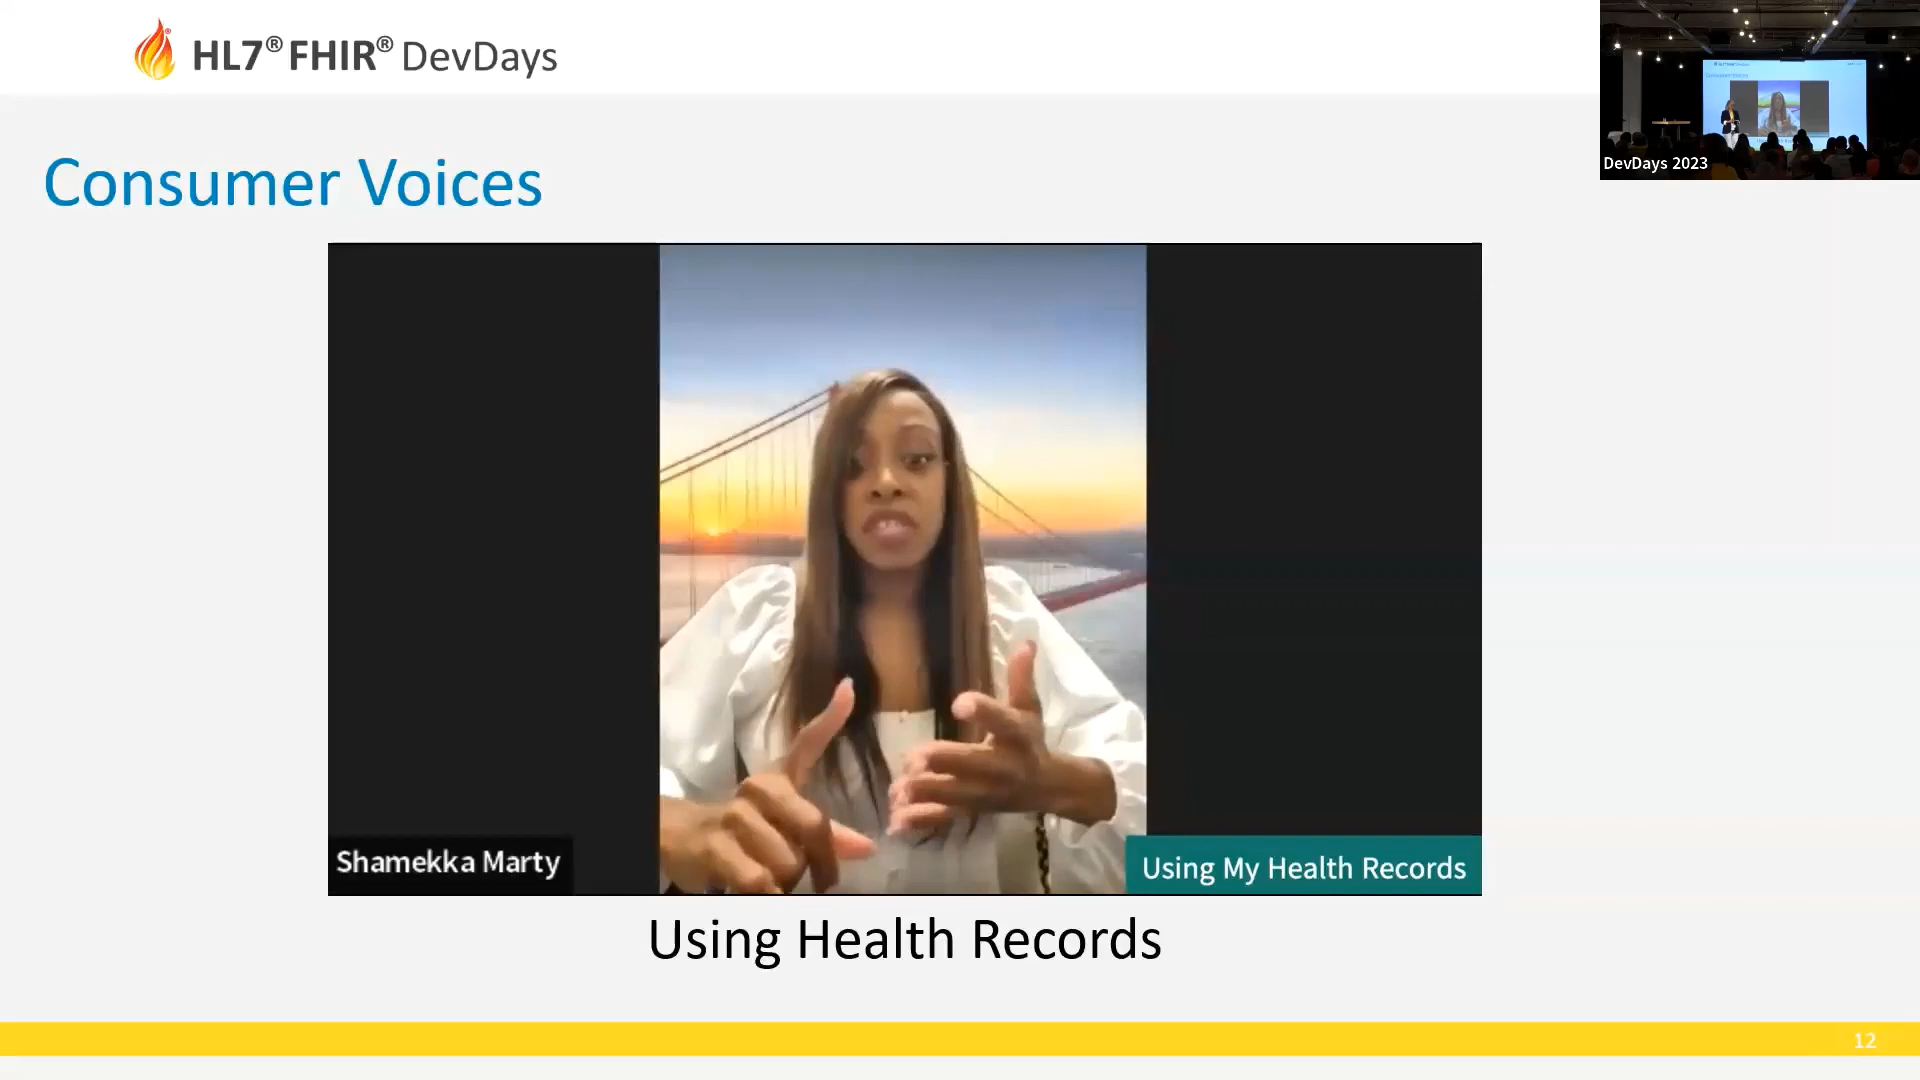 HL7® FHIR® DevDays
DevDays 2023
Consumer Voices
Shamekka Marty
Using My Health Records
Using Health Records
12